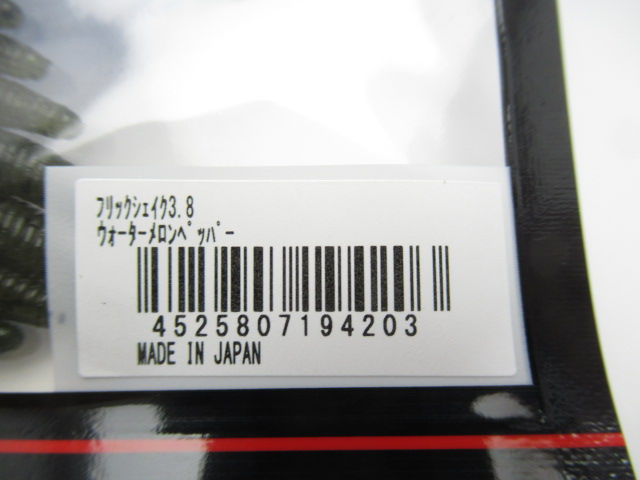 ﾌﾘｯｸｼｪｲｸ3.8
ｳｫｰﾀｰﾒﾛﾝﾍﾟｯﾊﾟｰ
4525807194203
MADE IN JAPAN